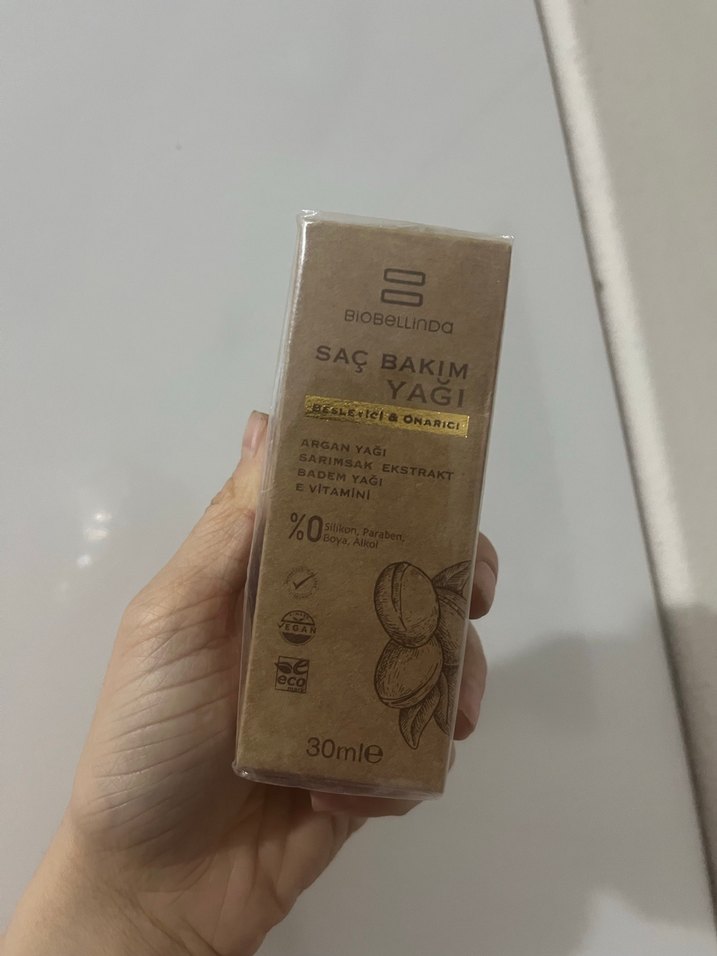 BIOBELLINDA
SAÇ BAKIM
YAĞI
BESLEYİCİ & ONARICI
ARGAN YAĞI
SARIMSAK EKSTRAKT
BADEM YAĞI
E VİTAMİNİ
%0 Silikon, Paraben,
Boya, Alkol
VEGAN
eco
mark
30ml℮